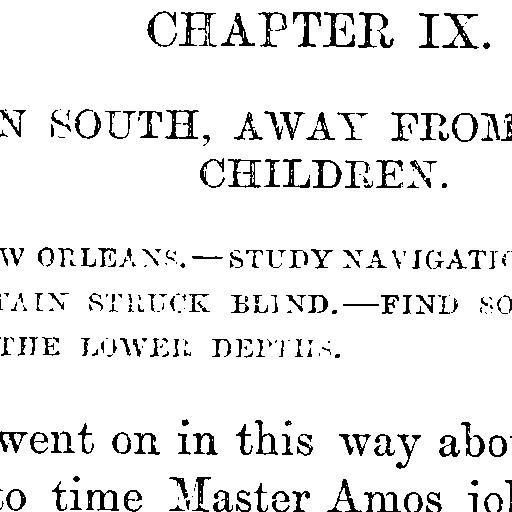 CHAPTER IX.
N SOUTH, AWAY FROM
CHILDREN.
W ORLEANS.—STUDY NAVIGATIO
TAIN STRUCK BLIND.—FIND SO
THE LOWER DEPTHS.
went on in this way abou
to time Master Amos jol